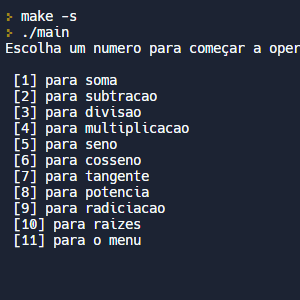 > make -s
> ./main
Escolha um numero para começar a oper
[1] para soma
[2] para subtracao
[3] para divisao
[4] para multiplicacao
[5] para seno
[6] para cosseno
[7] para tangente
[8] para potencia
[9] para radiciacao
[10] para raizes
[11] para o menu